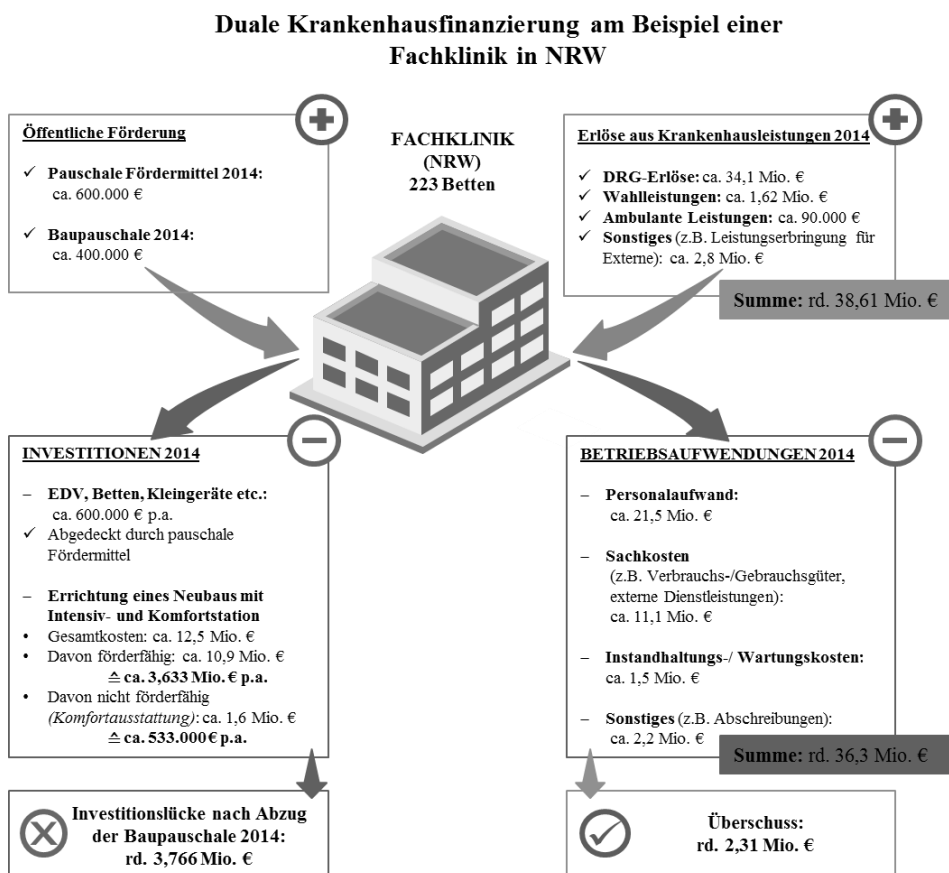 Duale Krankenhausfinanzierung am Beispiel einer
Fachklinik in NRW
Öffentliche Förderung
✓ Pauschale Fördermittel 2014:
ca. 600.000 €
✓ Baupauschale 2014:
ca. 400.000 €
FACHKLINIK
(NRW)
223 Betten
Erlöse aus Krankenhausleistungen 2014
✓ DRG-Erlöse: ca. 34,1 Mio. €
✓ Wahlleistungen: ca. 1,62 Mio. €
✓ Ambulante Leistungen: ca. 90.000 €
✓ Sonstiges (z.B. Leistungserbringung für
Externe): ca. 2,8 Mio. €
Summe: rd. 38,61 Mio. €
INVESTITIONEN 2014
– EDV, Betten, Kleingeräte etc.:
ca. 600.000 € p.a.
✓ Abgedeckt durch pauschale
Fördermittel
– Errichtung eines Neubaus mit
Intensiv- und Komfortstation
• Gesamtkosten: ca. 12,5 Mio. €
• Davon förderfähig: ca. 10,9 Mio. €
≙ ca. 3,633 Mio. € p.a.
• Davon nicht förderfähig
(Komfortausstattung): ca. 1,6 Mio. €
≙ ca. 533.000 € p.a.
BETRIEBSAUFWENDUNGEN 2014
– Personalaufwand:
ca. 21,5 Mio. €
– Sachkosten
(z.B. Verbrauchs-/Gebrauchsgüter,
externe Dienstleistungen):
ca. 11,1 Mio. €
– Instandhaltungs-/ Wartungskosten:
ca. 1,5 Mio. €
– Sonstiges (z.B. Abschreibungen):
ca. 2,2 Mio. €
Summe: rd. 36,3 Mio. €
Investitionslücke nach Abzug
der Baupauschale 2014:
rd. 3,766 Mio. €
Überschuss:
rd. 2,31 Mio. €